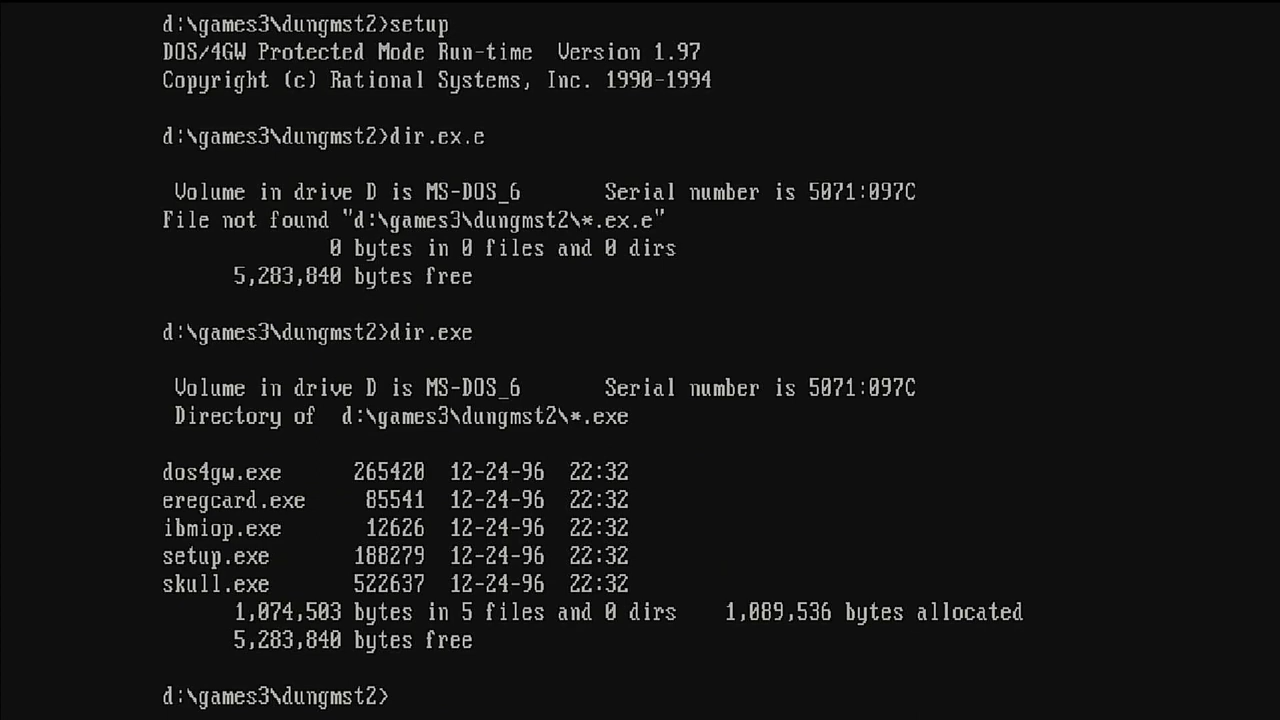 d:\games3\dungmst2>setup
DOS/4GW Protected Mode Run-time  Version 1.97
Copyright (c) Rational Systems, Inc. 1990-1994
d:\games3\dungmst2>dir.ex.e
Volume in drive D is MS-DOS_6       Serial number is 5071:097C
File not found "d:\games3\dungmst2\*.ex.e"
0 bytes in 0 files and 0 dirs
5,283,840 bytes free
d:\games3\dungmst2>dir.exe
Volume in drive D is MS-DOS_6       Serial number is 5071:097C
Directory of  d:\games3\dungmst2\*.exe
dos4gw.exe      265420  12-24-96  22:32
eregcard.exe     85541  12-24-96  22:32
ibmiop.exe       12626  12-24-96  22:32
setup.exe       188279  12-24-96  22:32
skull.exe       522637  12-24-96  22:32
1,074,503 bytes in 5 files and 0 dirs    1,089,536 bytes allocated
5,283,840 bytes free
d:\games3\dungmst2>